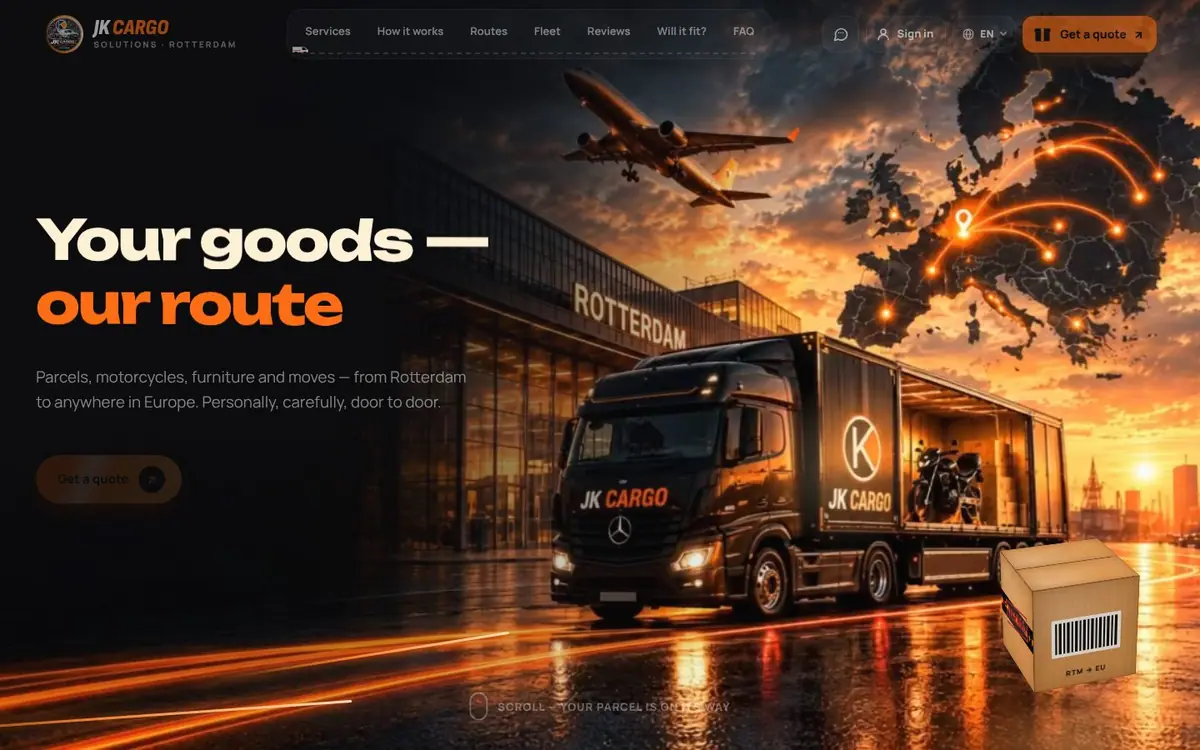 JK CARGO
SOLUTIONS · ROTTERDAM
Services
How it works
Routes
Fleet
Reviews
Will it fit?
FAQ
Sign in
EN
Get a quote
Your goods —
our route
Parcels, motorcycles, furniture and moves — from Rotterdam
to anywhere in Europe. Personally, carefully, door to door.
Get a quote
ROTTERDAM
K
JK CARGO
JK CARGO
RTM → EU
SCROLL — YOUR PARCEL IS ON ITS WAY